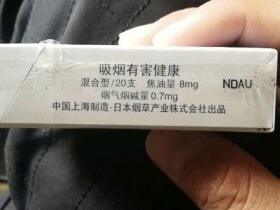 吸烟有害健康
混合型/20支 焦油量 8mg NDAU
烟气烟碱量0.7mg
中国上海制造·日本烟草产业株式会社出品